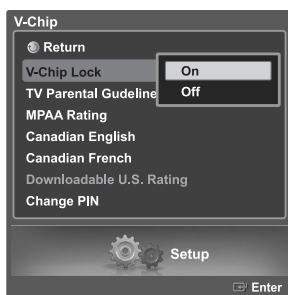 V-Chip
Return
V-Chip Lock
On
Off
TV Parental Gudeline
MPAA Rating
Canadian English
Canadian French
Downloadable U.S. Rating
Change PIN
Setup
Enter